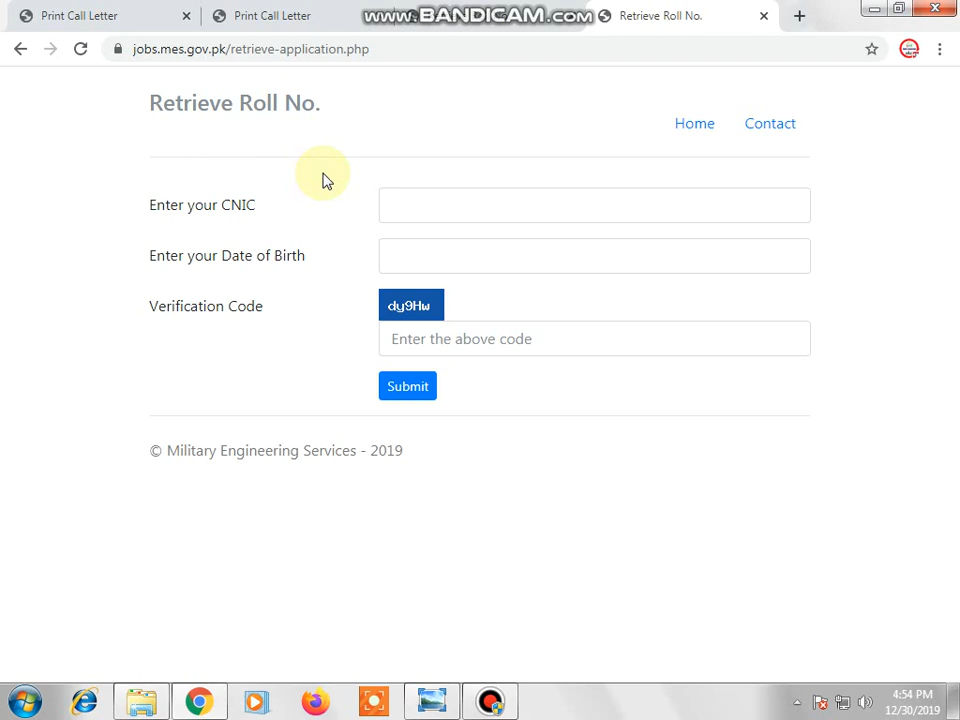 Print Call Letter
Print Call Letter
www.BANDICAM.com
Retrieve Roll No.
jobs.mes.gov.pk/retrieve-application.php
Retrieve Roll No.
Home
Contact
Enter your CNIC
Enter your Date of Birth
Verification Code
dy9Hw
Enter the above code
Submit
© Military Engineering Services - 2019
4:54 PM
12/30/2019